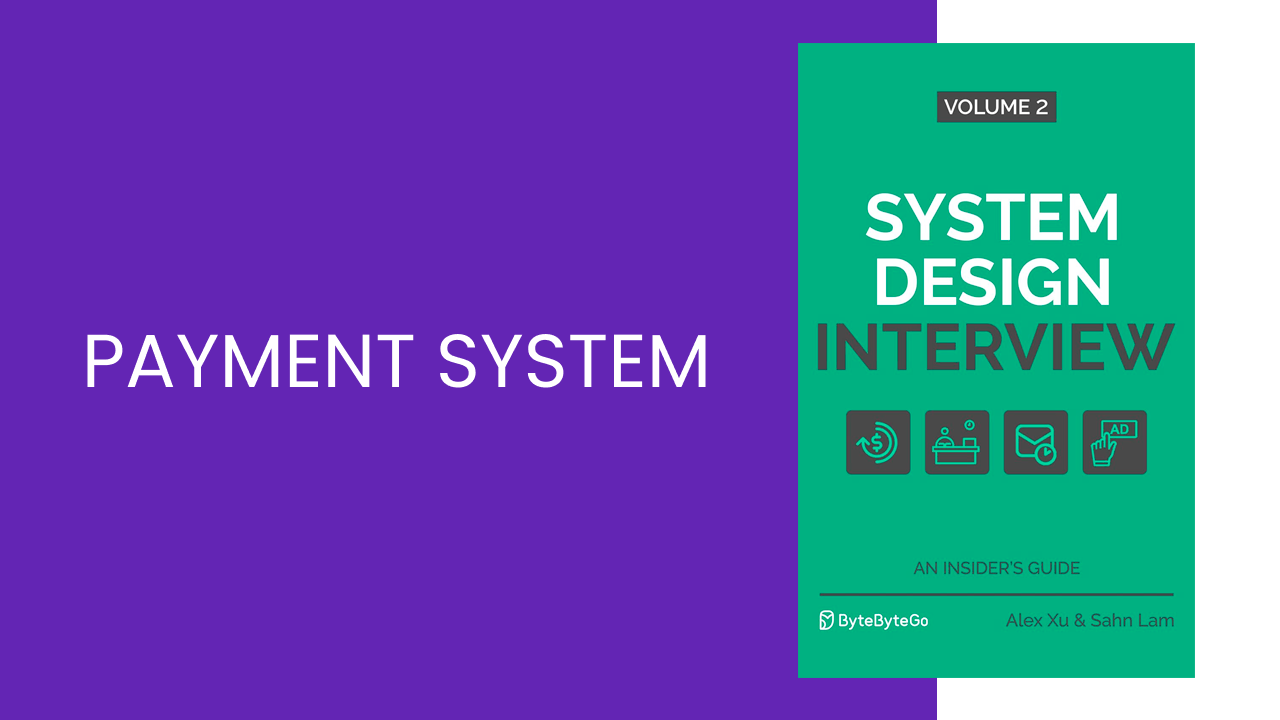 PAYMENT SYSTEM
VOLUME 2
SYSTEM
DESIGN
INTERVIEW
AD
AN INSIDER'S GUIDE
ByteByteGo
Alex Xu & Sahn Lam